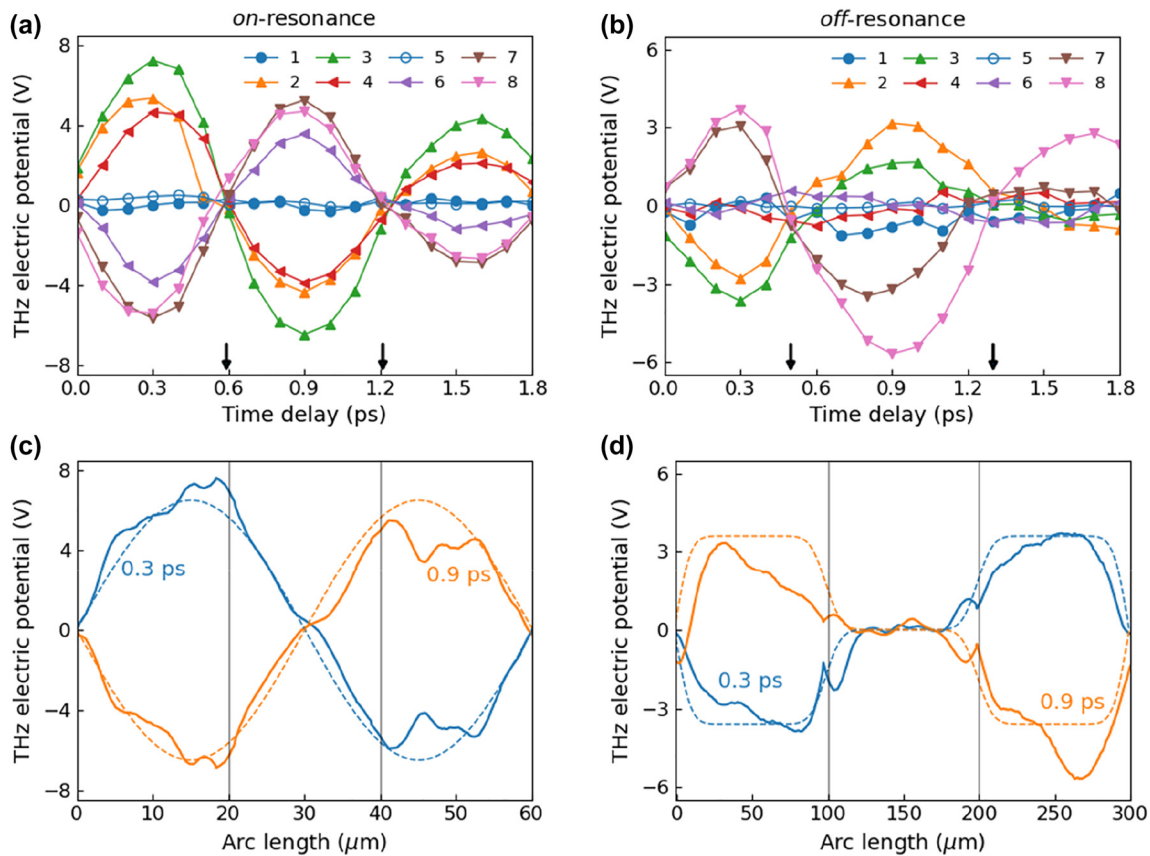 (a)
on-resonance
THz electric potential (V)
8
4
0
−4
−8
1 3 5 7
2 4 6 8
0.0 0.3 0.6 0.9 1.2 1.5 1.8
Time delay (ps)
(b)
off-resonance
THz electric potential (V)
6
3
0
−3
−6
1 3 5 7
2 4 6 8
0.0 0.3 0.6 0.9 1.2 1.5 1.8
Time delay (ps)
(c)
THz electric potential (V)
8
4
0
−4
−8
0.3 ps
0.9 ps
0 10 20 30 40 50 60
Arc length (μm)
(d)
THz electric potential (V)
6
3
0
−3
−6
0.3 ps
0.9 ps
0 50 100 150 200 250 300
Arc length (μm)